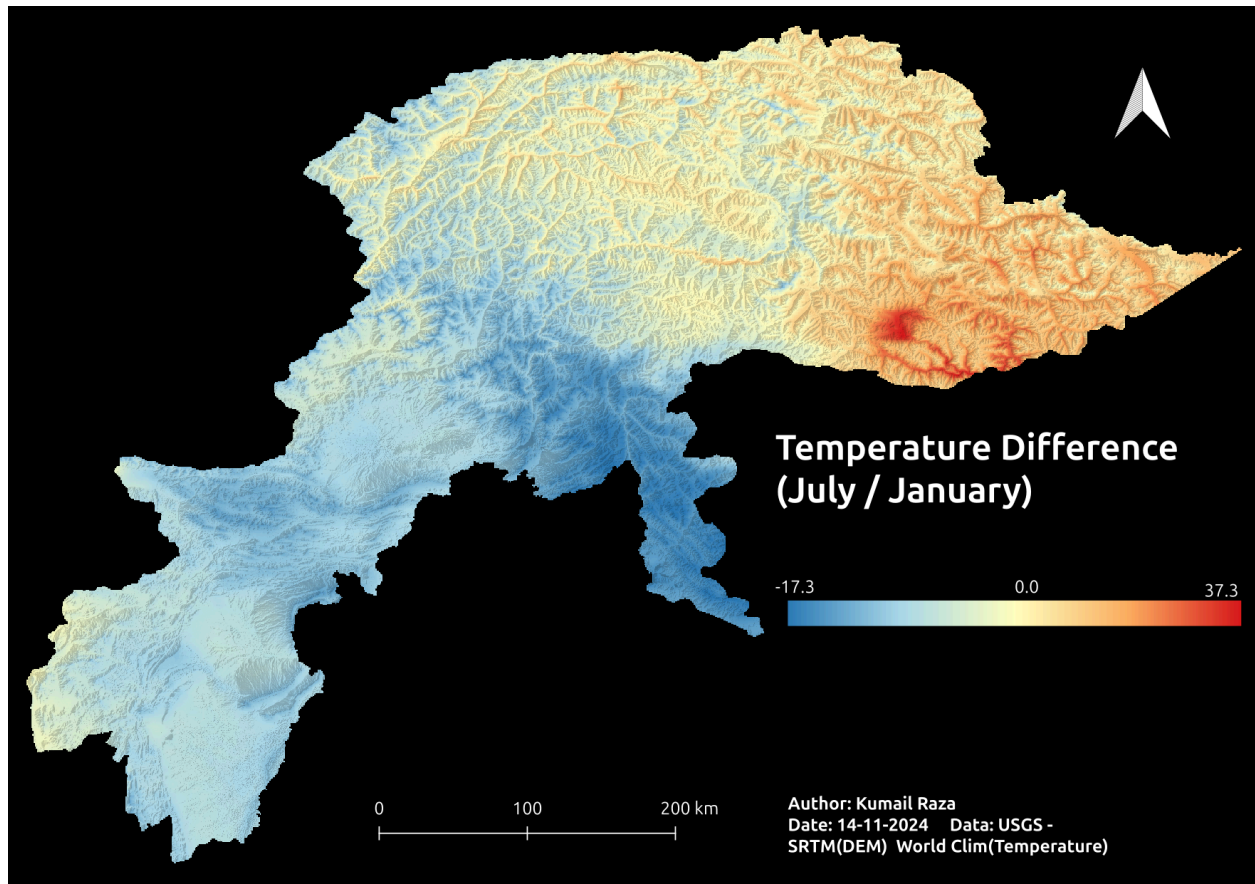 Temperature Difference
(July / January)
-17.3 0.0 37.3
0 100 200 km
Author: Kumail Raza
Date: 14-11-2024 Data: USGS -
SRTM(DEM) World Clim(Temperature)